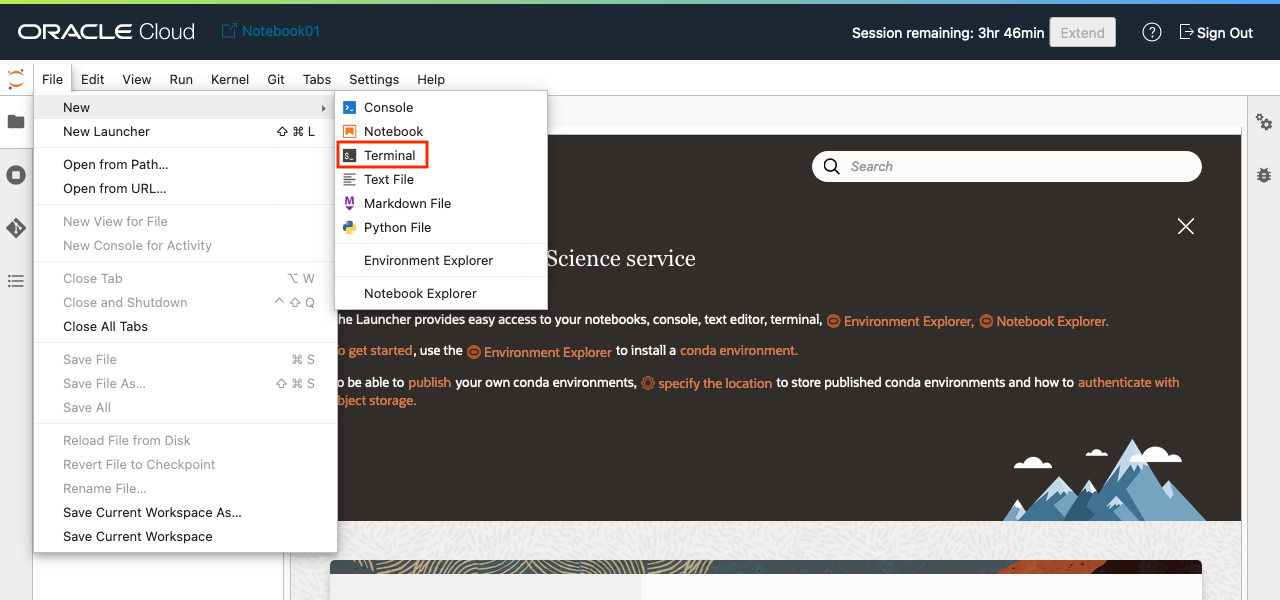 ORACLE Cloud Notebook01 Session remaining: 3hr 46min Extend ? Sign Out
File Edit View Run Kernel Git Tabs Settings Help
New
New Launcher ⇧ ⌘ L
Open from Path...
Open from URL...
New View for File
New Console for Activity
Close Tab ⌥ W
Close and Shutdown ^ ⇧ Q
Close All Tabs
Save File ⌘ S
Save File As... ⇧ ⌘ S
Save All
Reload File from Disk
Revert File to Checkpoint
Rename File...
Save Current Workspace As...
Save Current Workspace
Console
Notebook
$_ Terminal
Text File
M Markdown File
Python File
Environment Explorer
Notebook Explorer
Search
Science service
he Launcher provides easy access to your notebooks, console, text editor, terminal, Environment Explorer, Notebook Explorer.
o get started, use the Environment Explorer to install a conda environment.
o be able to publish your own conda environments, specify the location to store published conda environments and how to authenticate with
bject storage.